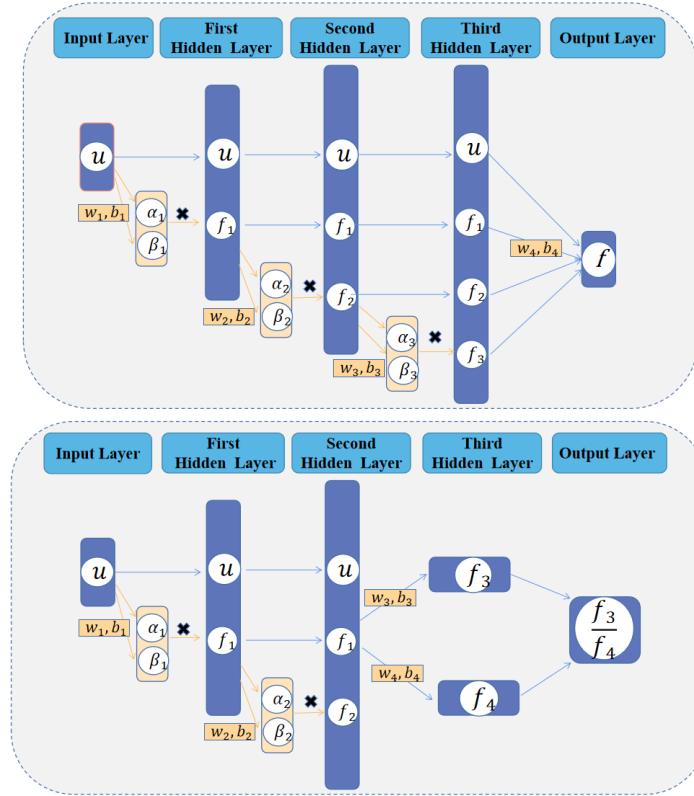 Input Layer
First
Hidden Layer
Second
Hidden Layer
Third
Hidden Layer
Output Layer
u
u
u
u
w₁, b₁
α₁
β₁
✖
f₁
f₁
f₁
w₄, b₄
f
w₂, b₂
α₂
β₂
✖
f₂
f₂
w₃, b₃
α₃
β₃
✖
f₃
Input Layer
First
Hidden Layer
Second
Hidden Layer
Third
Hidden Layer
Output Layer
u
u
u
w₃, b₃
f₃
w₁, b₁
α₁
β₁
✖
f₁
f₁
f₃
f₄
w₄, b₄
f₄
w₂, b₂
α₂
β₂
✖
f₂